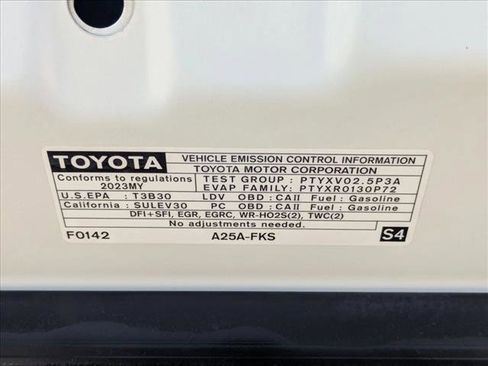 TOYOTA
VEHICLE EMISSION CONTROL INFORMATION
TOYOTA MOTOR CORPORATION
Conforms to regulations
2023MY
TEST GROUP : PTYXV02.5P3A
EVAP FAMILY: PTYXR0130P72
U.S.EPA : T3B30 LDV OBD : CAII Fuel : Gasoline
California : SULEV30 PC OBD : CAII Fuel : Gasoline
DFI+SFI, EGR, EGRC, WR-HO2S(2), TWC(2)
No adjustments needed.
F0142 A25A-FKS S4